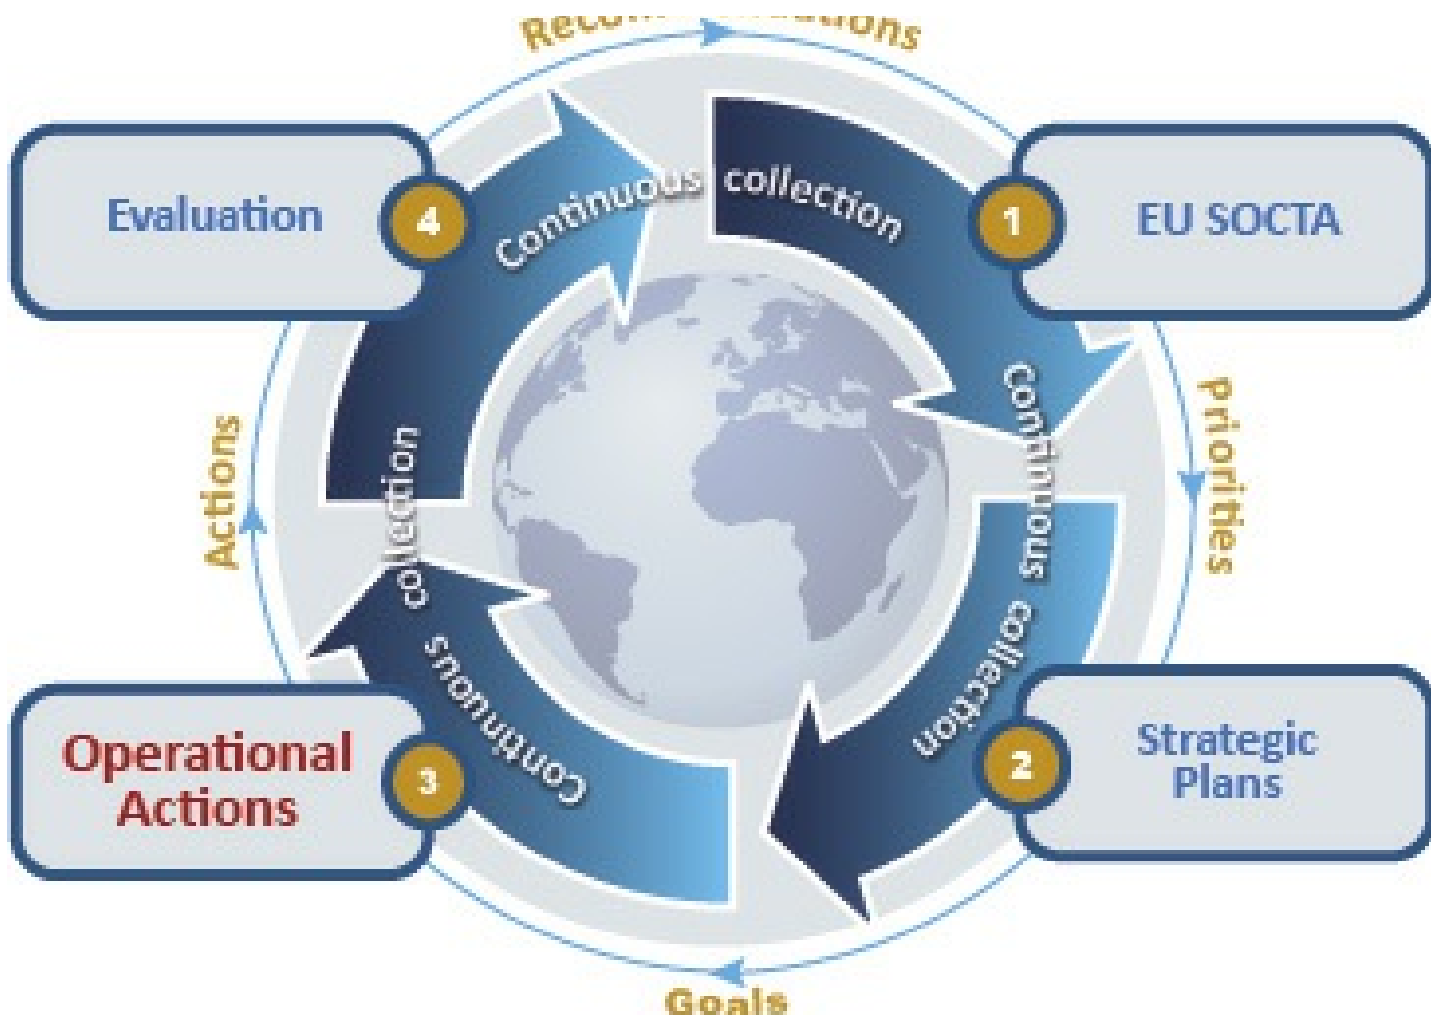 Recommendations
Evaluation
4
Continuous collection
1
EU SOCTA
Priorities
Continuous collection
2
Strategic
Plans
Goals
Continuous collection
3
Operational
Actions
Actions